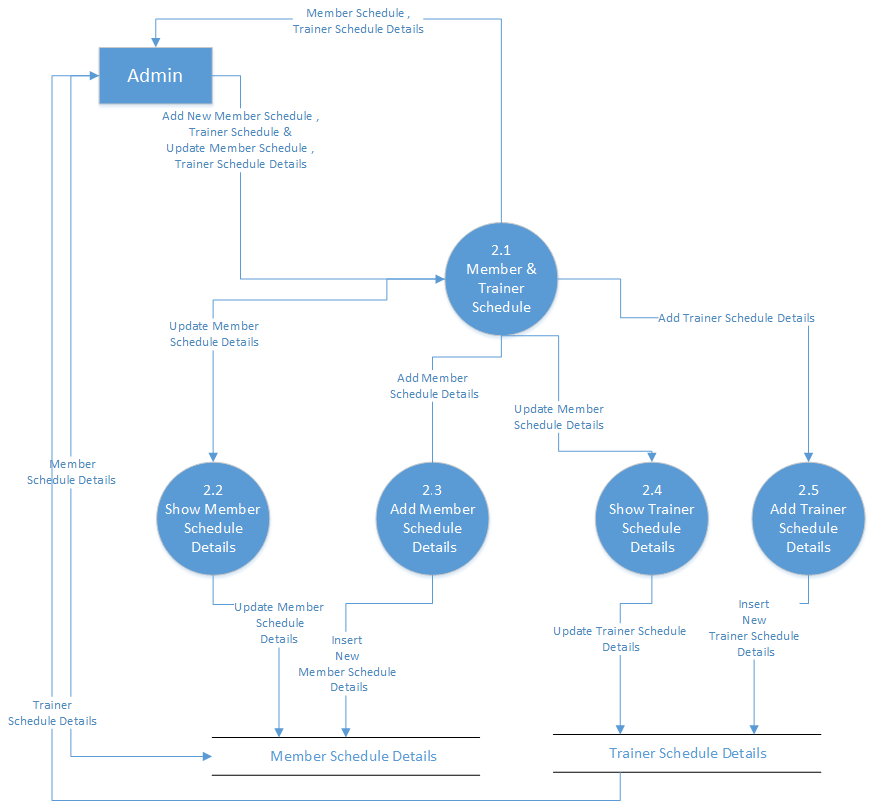 Member Schedule ,
Trainer Schedule Details
Admin
Add New Member Schedule ,
Trainer Schedule &
Update Member Schedule ,
Trainer Schedule Details
2.1
Member &
Trainer
Schedule
Update Member
Schedule Details
Add Trainer Schedule Details
Add Member
Schedule Details
Update Member
Schedule Details
Member
Schedule Details
2.2
Show Member
Schedule
Details
2.3
Add Member
Schedule
Details
2.4
Show Trainer
Schedule
Details
2.5
Add Trainer
Schedule
Details
Update Member
Schedule
Details
Insert
New
Member Schedule
Details
Update Trainer Schedule
Details
Insert
New
Trainer Schedule
Details
Trainer
Schedule Details
Member Schedule Details
Trainer Schedule Details